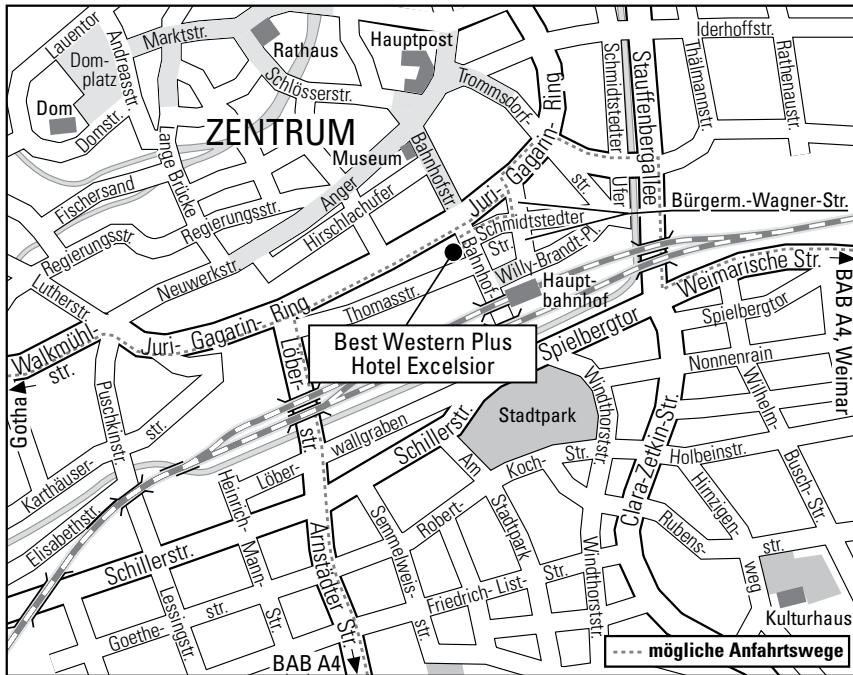 Lauentor
Marktstr.
Andreasstr.
Dom-
platz
Rathaus
Hauptpost
Iderhoffstr.
Schlösserstr.
Trommsdorf-
str.
Juri- Gagarin- Ring
Schmidtstedter
Ufer
Stauffenbergallee
Thälmannstr.
Rathenaustr.
Dom
Domstr.
ZENTRUM
Lange Brücke
Museum
Anger
Bahnhofstr.
Fischersand
Regierungsstr.
Hirschlachufer
Schmidtstedter
Str.
Bürgerm.-Wagner-Str.
Regierungsstr.
Neuwerkstr.
Bahnhof
Willy-Brandt-Pl.
Haupt-
bahnhof
Weimarische Str.
BAB A4, Weimar
Lutherstr.
Thomasstr.
Walkmühl-
str.
Juri- Gagarin- Ring
Best Western Plus
Hotel Excelsior
Spielbergtor
Spielbergtor
Gotha
Löber-
str.
Nonnenrain
Puschkinstr.
Stadtpark
Windthorststr.
Wilhelm-
Busch- Str.
Karthäuser-
str.
Löber-
wallgraben
Schillerstr.
Clara-Zetkin-Str.
Holbeinstr.
Am
Stadtpark
Robert-
Koch-
Str.
Hirnzigen-
weg
Elisabethstr.
Heinrich-
Mann-
Str.
Arnstädter Str.
Semmelweis-
str.
Rubens-
str.
Schillerstr.
Lessingstr.
Goethe-
str.
Friedrich- List-
Str.
Windthorststr.
Kulturhaus
BAB A4
mögliche Anfahrtswege